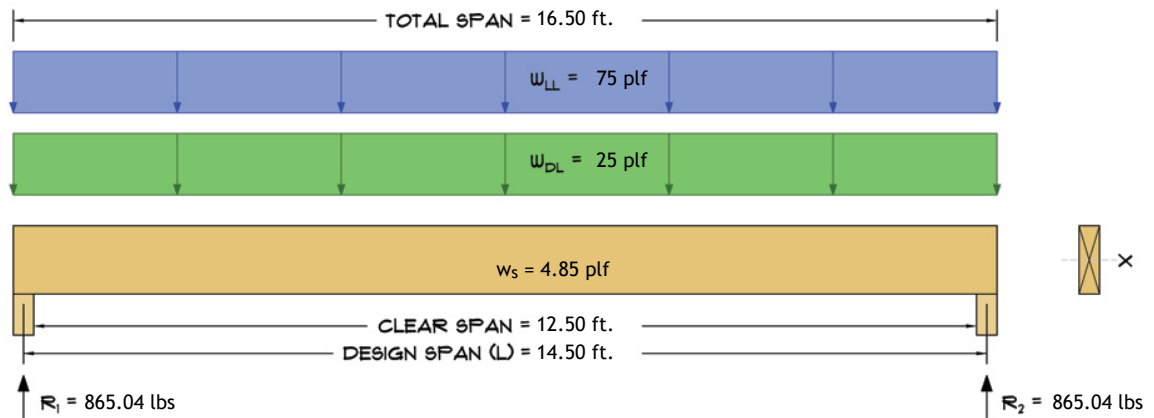 TOTAL SPAN = 16.50 ft.
WLL = 75 plf
WDL = 25 plf
ws = 4.85 plf
X
CLEAR SPAN = 12.50 ft.
DESIGN SPAN (L) = 14.50 ft.
R1 = 865.04 lbs
R2 = 865.04 lbs